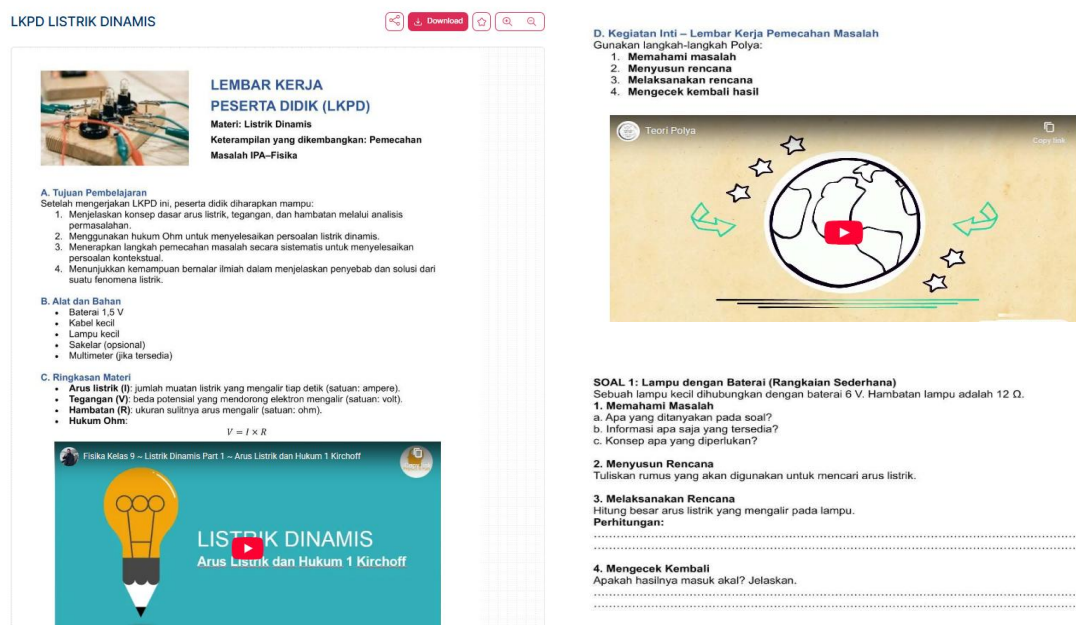 LKPD LISTRIK DINAMIS
Download
LEMBAR KERJA
PESERTA DIDIK (LKPD)
Materi: Listrik Dinamis
Keterampilan yang dikembangkan: Pemecahan
Masalah IPA–Fisika
A. Tujuan Pembelajaran
Setelah mengerjakan LKPD ini, peserta didik diharapkan mampu:
1. Menjelaskan konsep dasar arus listrik, tegangan, dan hambatan melalui analisis
permasalahan.
2. Menggunakan hukum Ohm untuk menyelesaikan persoalan listrik dinamis.
3. Menerapkan langkah pemecahan masalah secara sistematis untuk menyelesaikan
persoalan kontekstual.
4. Menunjukkan kemampuan bernalar ilmiah dalam menjelaskan penyebab dan solusi dari
suatu fenomena listrik.
B. Alat dan Bahan
• Baterai 1,5 V
• Kabel kecil
• Lampu kecil
• Sakelar (opsional)
• Multimeter (jika tersedia)
C. Ringkasan Materi
• Arus listrik (I): jumlah muatan listrik yang mengalir tiap detik (satuan: ampere).
• Tegangan (V): beda potensial yang mendorong elektron mengalir (satuan: volt).
• Hambatan (R): ukuran sulitnya arus mengalir (satuan: ohm).
• Hukum Ohm:
V = I × R
Fisika Kelas 9 ~ Listrik Dinamis Part 1 ~ Arus Listrik dan Hukum 1 Kirchoff
LISTRIK DINAMIS
Arus Listrik dan Hukum 1 Kirchoff
D. Kegiatan Inti – Lembar Kerja Pemecahan Masalah
Gunakan langkah-langkah Polya:
1. Memahami masalah
2. Menyusun rencana
3. Melaksanakan rencana
4. Mengecek kembali hasil
Teori Polya
Copy link
SOAL 1: Lampu dengan Baterai (Rangkaian Sederhana)
Sebuah lampu kecil dihubungkan dengan baterai 6 V. Hambatan lampu adalah 12 Ω.
1. Memahami Masalah
a. Apa yang ditanyakan pada soal?
b. Informasi apa saja yang tersedia?
c. Konsep apa yang diperlukan?
2. Menyusun Rencana
Tuliskan rumus yang akan digunakan untuk mencari arus listrik.
3. Melaksanakan Rencana
Hitung besar arus listrik yang mengalir pada lampu.
Perhitungan:
4. Mengecek Kembali
Apakah hasilnya masuk akal? Jelaskan.